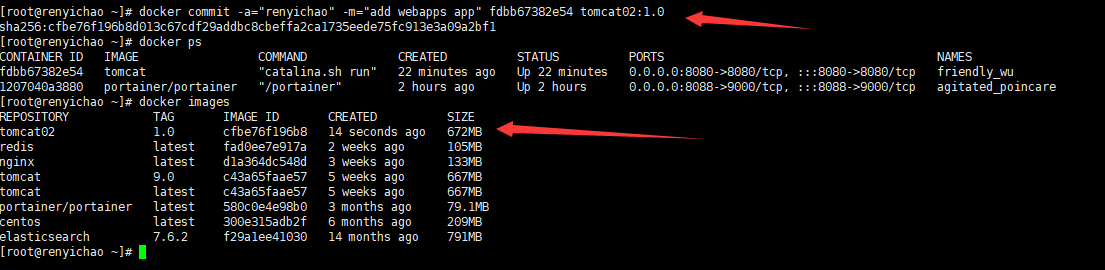 [root@renyichao ~]# docker commit -a="renyichao" -m="add webapps app" fdbb67382e54 tomcat02:1.0
sha256:cfbe76f196b8d013c67cdf29addbc8cbeffa2ca1735eede75fc913e3a09a2bf1
[root@renyichao ~]# docker ps
CONTAINER ID   IMAGE                 COMMAND             CREATED          STATUS          PORTS                                       NAMES
fdbb67382e54   tomcat                "catalina.sh run"   22 minutes ago   Up 22 minutes   0.0.0.0:8080->8080/tcp, :::8080->8080/tcp   friendly_wu
1207040a3880   portainer/portainer   "/portainer"        2 hours ago      Up 2 hours      0.0.0.0:8088->9000/tcp, :::8088->9000/tcp   agitated_poincare
[root@renyichao ~]# docker images
REPOSITORY            TAG       IMAGE ID       CREATED          SIZE
tomcat02              1.0       cfbe76f196b8   14 seconds ago   672MB
redis                 latest    fad0ee7e917a   2 weeks ago      105MB
nginx                 latest    d1a364dc548d   3 weeks ago      133MB
tomcat                9.0       c43a65faae57   5 weeks ago      667MB
tomcat                latest    c43a65faae57   5 weeks ago      667MB
portainer/portainer   latest    580c0e4e98b0   3 months ago     79.1MB
centos                latest    300e315adb2f   6 months ago     209MB
elasticsearch         7.6.2     f29a1ee41030   14 months ago    791MB
[root@renyichao ~]#